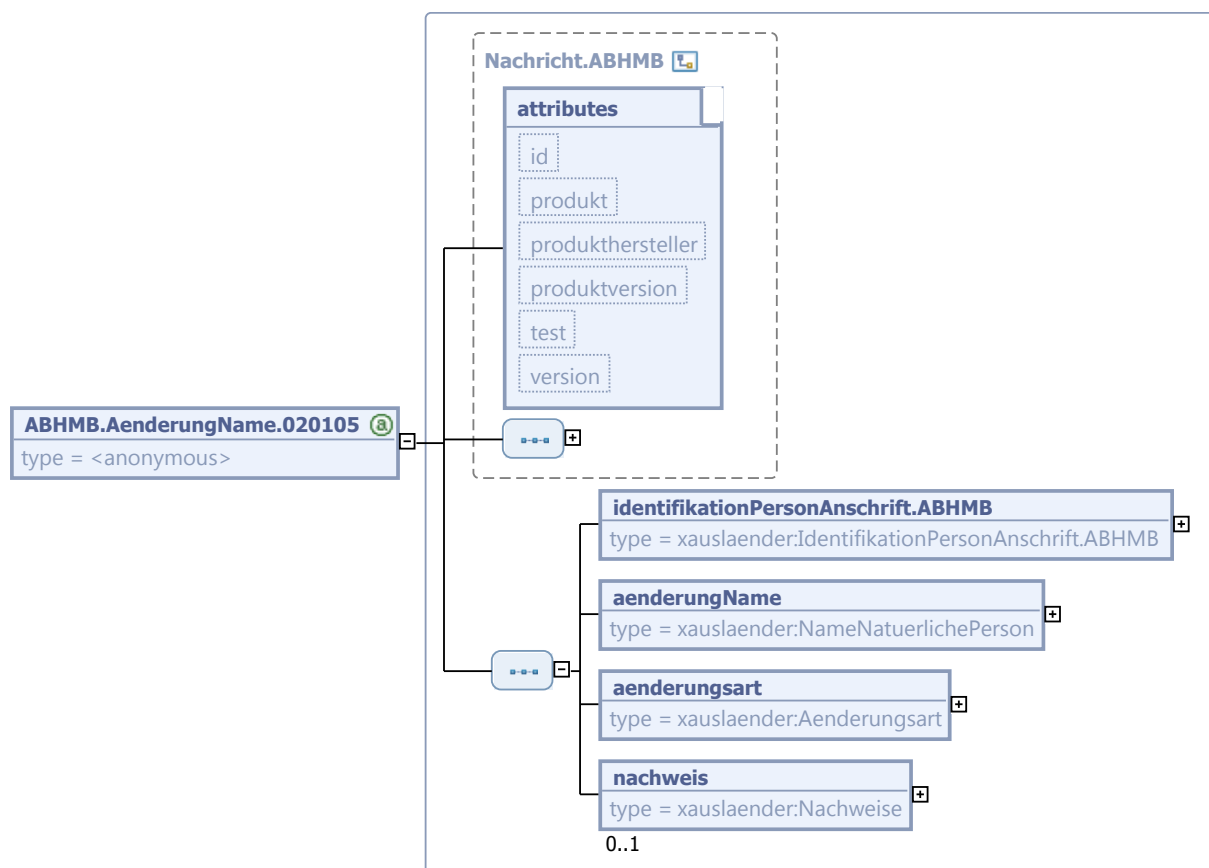 Nachricht.ABHMB
attributes
id
produkt
produkthersteller
produktversion
test
version
ABHMB.AenderungName.020105
type = <anonymous>
identifikationPersonAnschrift.ABHMB
type = xauslaender:IdentifikationPersonAnschrift.ABHMB
aenderungName
type = xauslaender:NameNatuerlichePerson
aenderungsart
type = xauslaender:Aenderungsart
nachweis
type = xauslaender:Nachweise
0..1